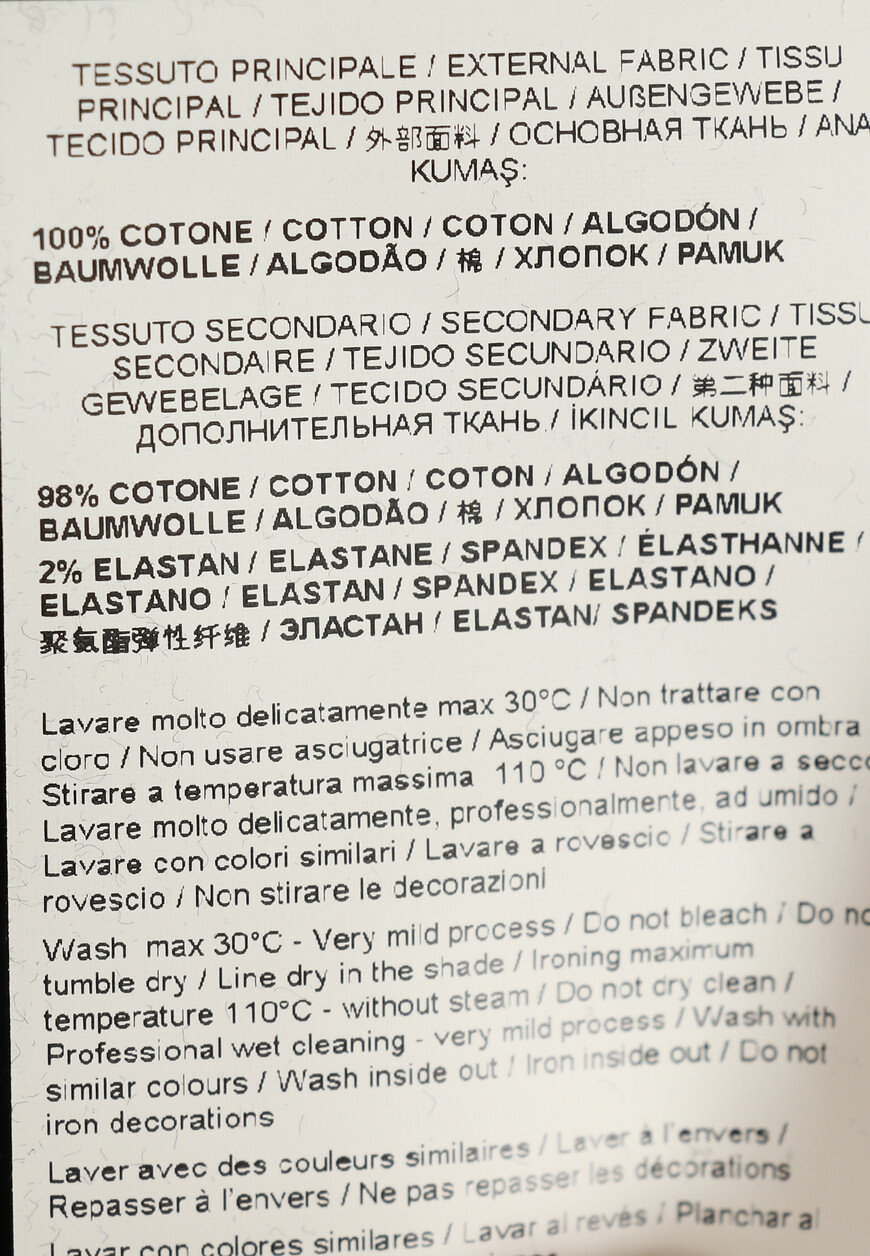 TESSUTO PRINCIPALE / EXTERNAL FABRIC / TISSU
PRINCIPAL / TEJIDO PRINCIPAL / AUßENGEWEBE /
TECIDO PRINCIPAL / 外部面料 / ОСНОВНАЯ ТКАНЬ / ANA
KUMAŞ:
100% COTONE / COTTON / COTON / ALGODÓN /
BAUMWOLLE / ALGODÃO / 棉 / ХЛОПОК / PAMUK
TESSUTO SECONDARIO / SECONDARY FABRIC / TISSU
SECONDAIRE / TEJIDO SECUNDARIO / ZWEITE
GEWEBELAGE / TECIDO SECUNDÁRIO / 第二种面料 /
ДОПОЛНИТЕЛЬНАЯ ТКАНЬ / İKINCIL KUMAŞ:
98% COTONE / COTTON / COTON / ALGODÓN /
BAUMWOLLE / ALGODÃO / 棉 / ХЛОПОК / PAMUK
2% ELASTAN / ELASTANE / SPANDEX / ÉLASTHANNE /
ELASTANO / ELASTAN / SPANDEX / ELASTANO /
聚氨酯弹性纤维 / ЭЛАСТАН / ELASTAN/ SPANDEKS
Lavare molto delicatamente max 30°C / Non trattare con
cloro / Non usare asciugatrice / Asciugare appeso in ombra
Stirare a temperatura massima 110 °C / Non lavare a secco
Lavare molto delicatamente, professionalmente, ad umido /
Lavare con colori similari / Lavare a rovescio / Stirare a
rovescio / Non stirare le decorazioni
Wash max 30°C - Very mild process / Do not bleach / Do no
tumble dry / Line dry in the shade / Ironing maximum
temperature 110°C - without steam / Do not dry clean /
Professional wet cleaning - very mild process / Wash with
similar colours / Wash inside out / Iron inside out / Do not
iron decorations
Laver avec des couleurs similaires / Laver à l'envers /
Repasser à l'envers / Ne pas repasser les décorations
Lavar con colores similares / Lavar al revés / Planchar al